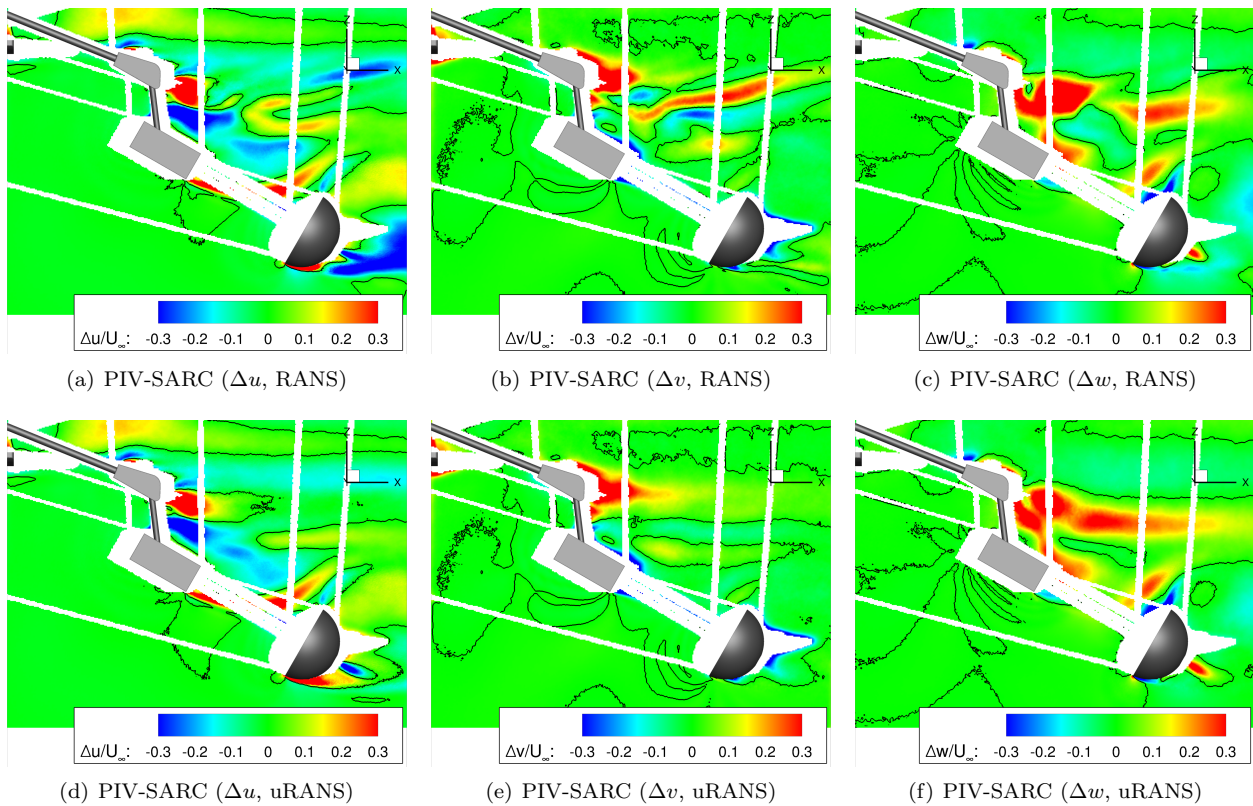 Z
X
Δu/U∞: -0.3 -0.2 -0.1 0 0.1 0.2 0.3
(a) PIV-SARC (Δu, RANS)
Z
X
Δv/U∞: -0.3 -0.2 -0.1 0 0.1 0.2 0.3
(b) PIV-SARC (Δv, RANS)
Z
X
Δw/U∞: -0.3 -0.2 -0.1 0 0.1 0.2 0.3
(c) PIV-SARC (Δw, RANS)
Z
X
Δu/U∞: -0.3 -0.2 -0.1 0 0.1 0.2 0.3
(d) PIV-SARC (Δu, uRANS)
Z
X
Δv/U∞: -0.3 -0.2 -0.1 0 0.1 0.2 0.3
(e) PIV-SARC (Δv, uRANS)
Z
X
Δw/U∞: -0.3 -0.2 -0.1 0 0.1 0.2 0.3
(f) PIV-SARC (Δw, uRANS)